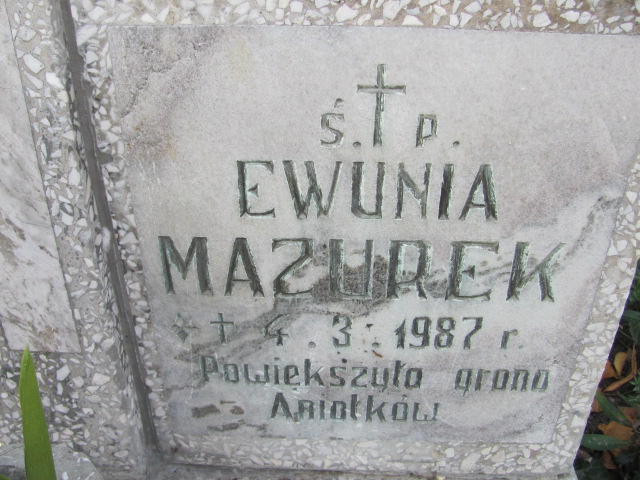 ś. p.
EWUNIA
MAZUREK
* † 4. 3. 1987 r.
Powiększyła grono
Aniołków